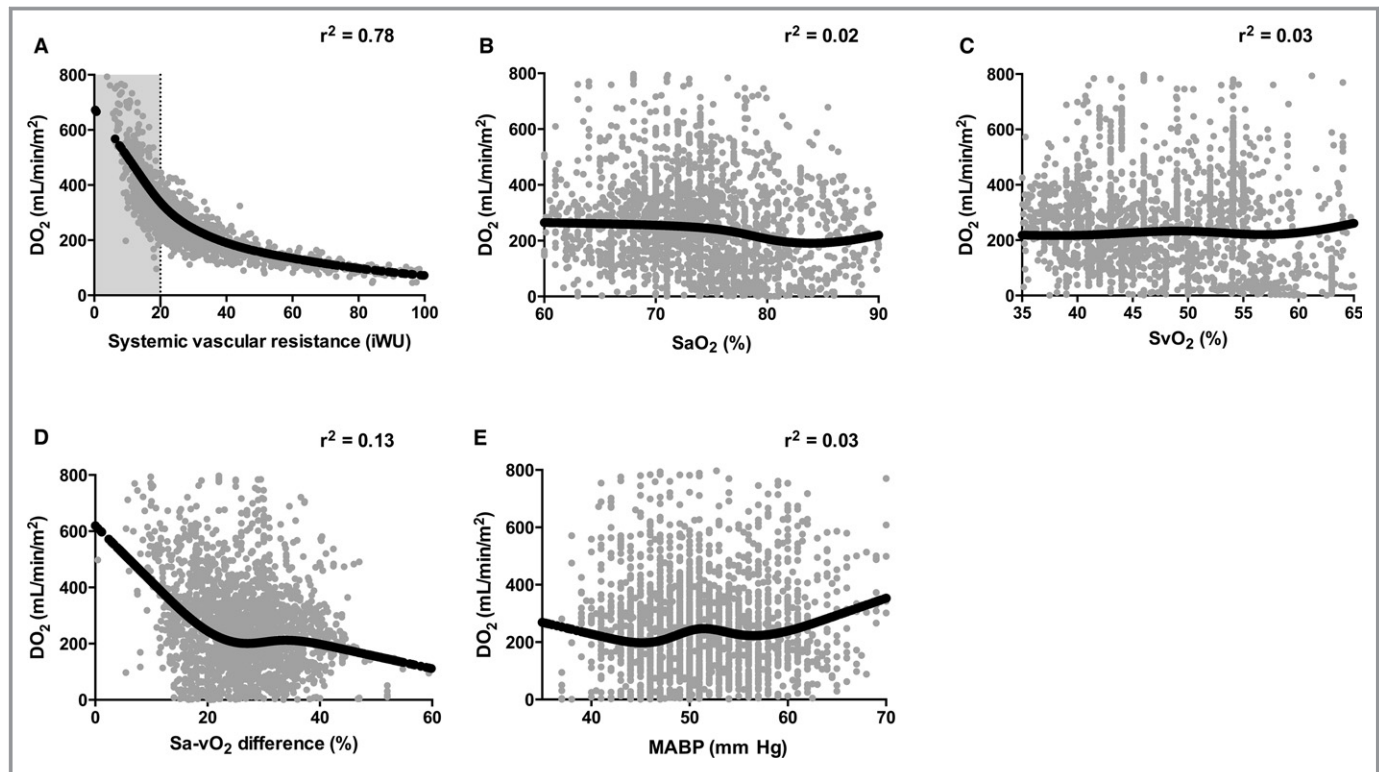 A
r² = 0.78
DO₂ (mL/min/m²)
800
600
400
200
0
0 20 40 60 80 100
Systemic vascular resistance (iWU)
B
r² = 0.02
DO₂ (mL/min/m²)
800
600
400
200
0
60 70 80 90
SaO₂ (%)
C
r² = 0.03
DO₂ (mL/min/m²)
800
600
400
200
0
35 40 45 50 55 60 65
SvO₂ (%)
D
r² = 0.13
DO₂ (mL/min/m²)
800
600
400
200
0
0 20 40 60
Sa-vO₂ difference (%)
E
r² = 0.03
DO₂ (mL/min/m²)
800
600
400
200
0
40 50 60 70
MABP (mm Hg)